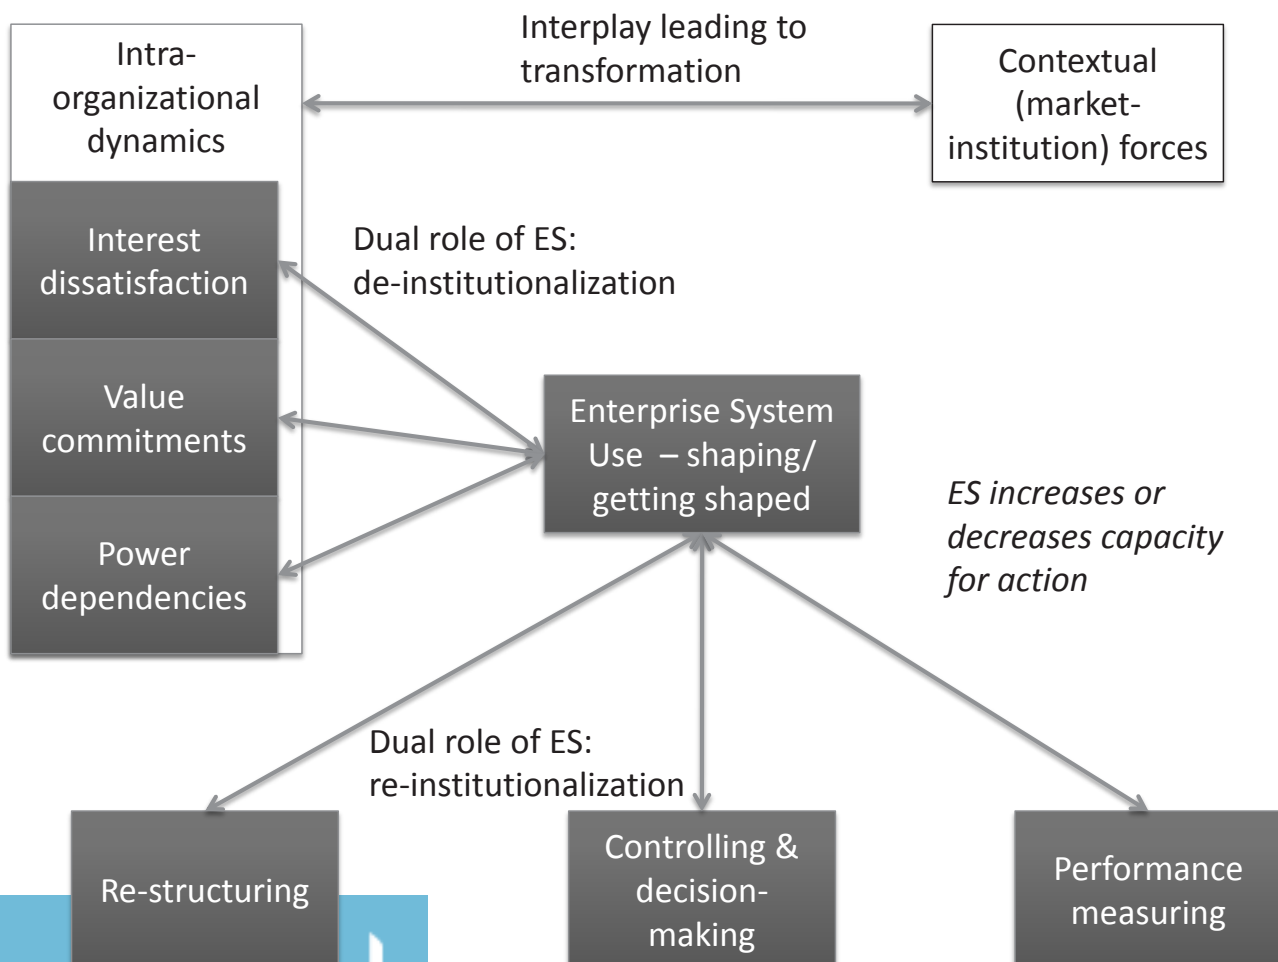 Intra-
organizational
dynamics
Interplay leading to
transformation
Contextual
(market-
institution) forces
Interest
dissatisfaction
Dual role of ES:
de-institutionalization
Value
commitments
Enterprise System
Use – shaping/
getting shaped
Power
dependencies
ES increases or
decreases capacity
for action
Dual role of ES:
re-institutionalization
Re-structuring
Controlling &
decision-
making
Performance
measuring